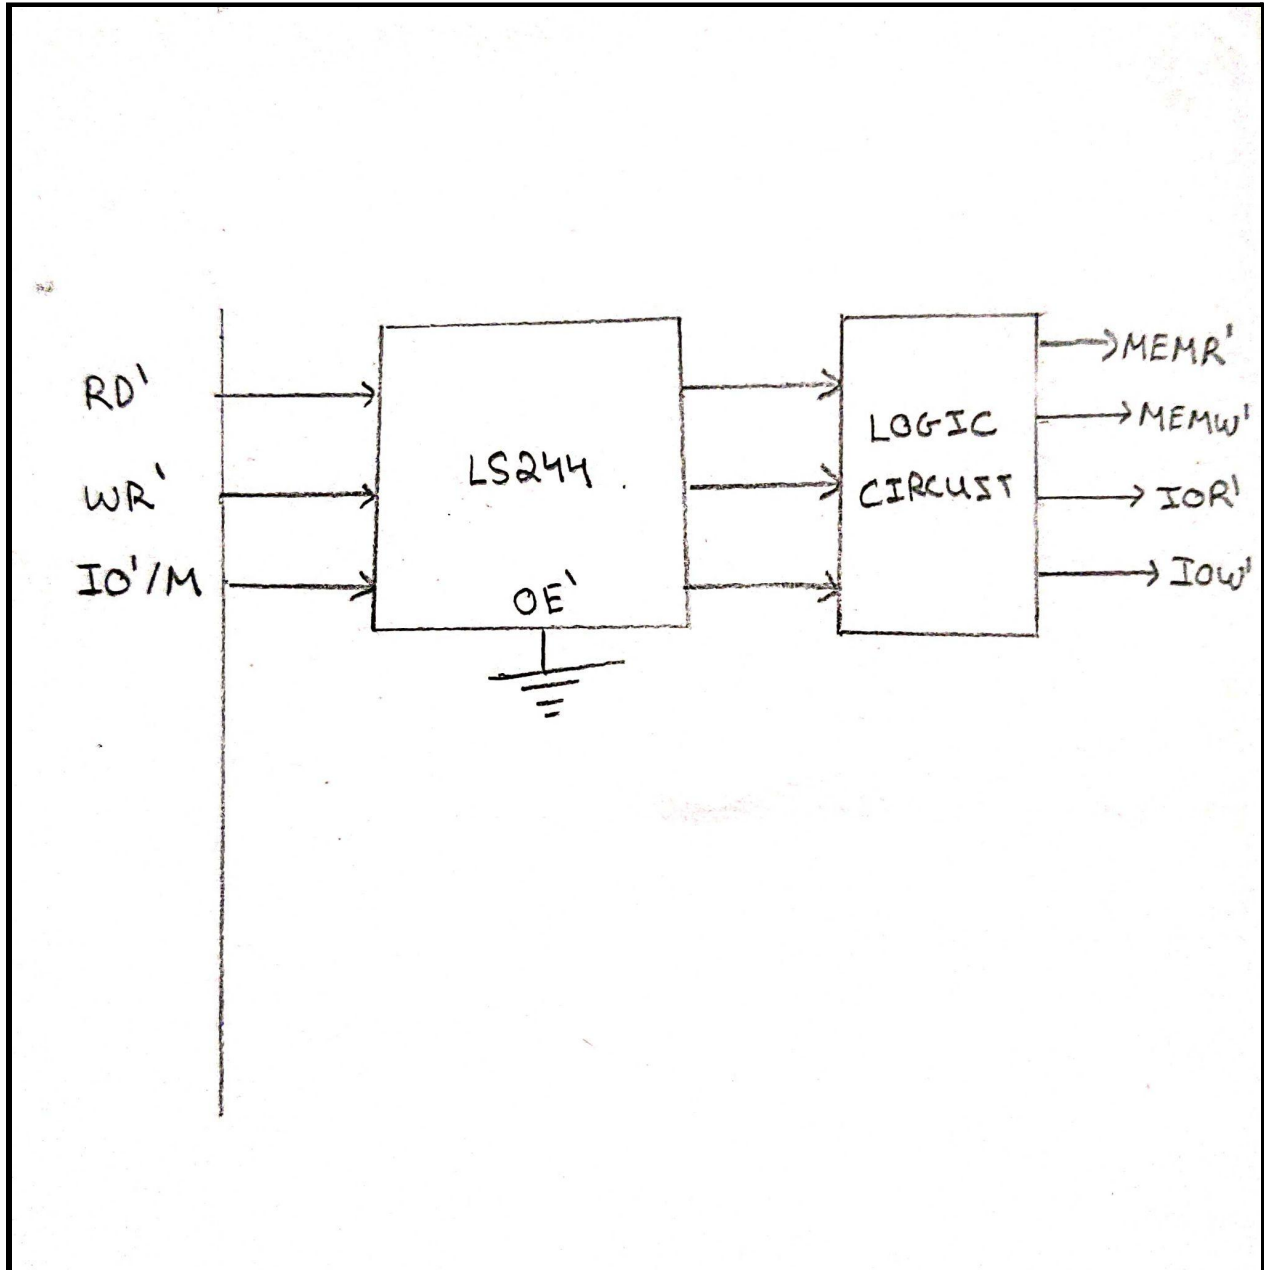 RD'
WR'
IO'/M
LS244
OE'
LOGIC
CIRCUIT
MEMR'
MEMW'
IOR'
IOW'